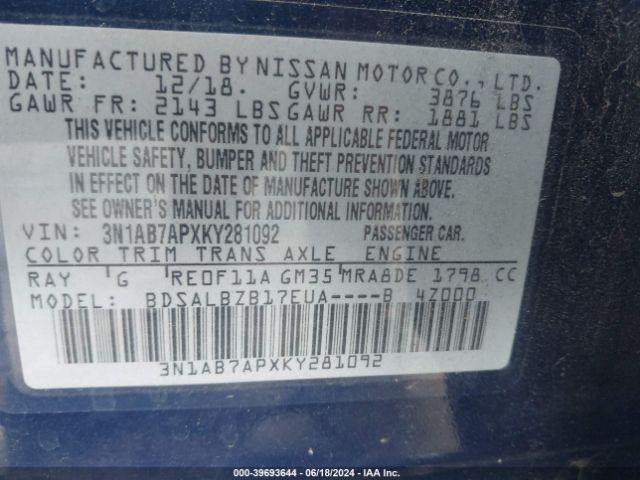 MANUFACTURED BY NISSAN MOTOR CO., LTD.
DATE: 12/18. GVWR: 3876 LBS
GAWR FR: 2143 LBS GAWR RR: 1881 LBS
THIS VEHICLE CONFORMS TO ALL APPLICABLE FEDERAL MOTOR
VEHICLE SAFETY, BUMPER AND THEFT PREVENTION STANDARDS
IN EFFECT ON THE DATE OF MANUFACTURE SHOWN ABOVE.
SEE OWNER'S MANUAL FOR ADDITIONAL INFORMATION.
VIN: 3N1AB7APXKY281092 PASSENGER CAR.
COLOR TRIM TRANS AXLE ENGINE
RAY G RE0F11A GM35 MRA8DE 1798 CC
MODEL: BDSALBZB17EUA----B 4Z000
3N1AB7APXKY281092
000-39693644 / 06/18/2024 - IAA Inc.